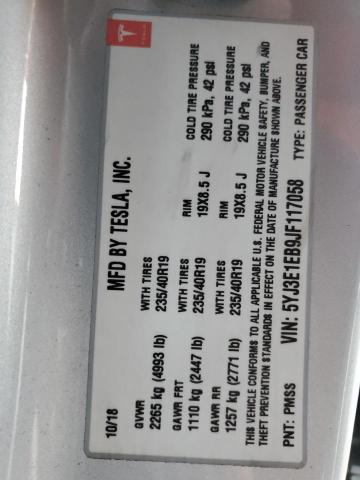 TESLA
MFD BY TESLA, INC.
10/18
GVWR
2265 kg (4993 lb)
GAWR FRT WITH TIRES RIM COLD TIRE PRESSURE
1110 kg (2447 lb) 235/40R19 19X8.5 J 290 kPa, 42 psi
GAWR RR WITH TIRES RIM COLD TIRE PRESSURE
1257 kg (2771 lb) 235/40R19 19X8.5 J 290 kPa, 42 psi
WITH TIRES
235/40R19
THIS VEHICLE CONFORMS TO ALL APPLICABLE U.S. FEDERAL MOTOR VEHICLE SAFETY, BUMPER, AND
THEFT PREVENTION STANDARDS IN EFFECT ON THE DATE OF MANUFACTURE SHOWN ABOVE.
PNT: PMSS VIN: 5YJ3E1EB9JF117058 TYPE: PASSENGER CAR